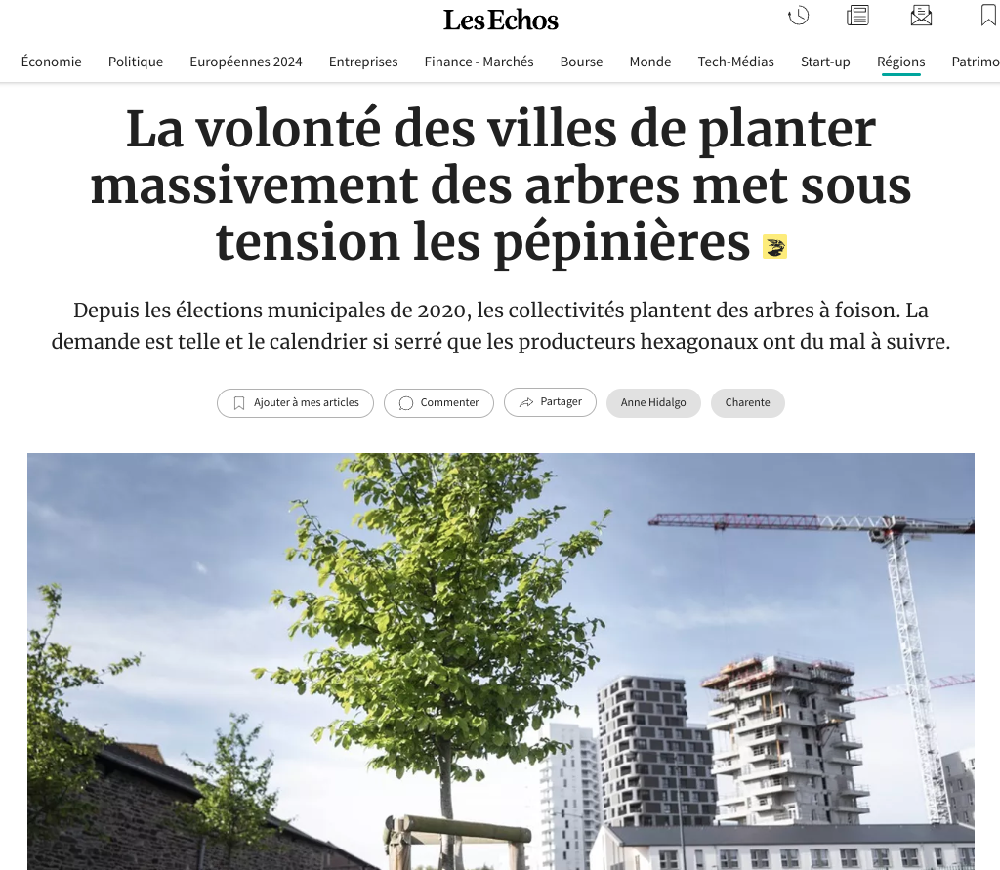 Les Echos
Économie Politique Européennes 2024 Entreprises Finance - Marchés Bourse Monde Tech-Médias Start-up Régions Patrimo
La volonté des villes de planter
massivement des arbres met sous
tension les pépinières
Depuis les élections municipales de 2020, les collectivités plantent des arbres à foison. La
demande est telle et le calendrier si serré que les producteurs hexagonaux ont du mal à suivre.
Ajouter à mes articles Commenter Partager Anne Hidalgo Charente